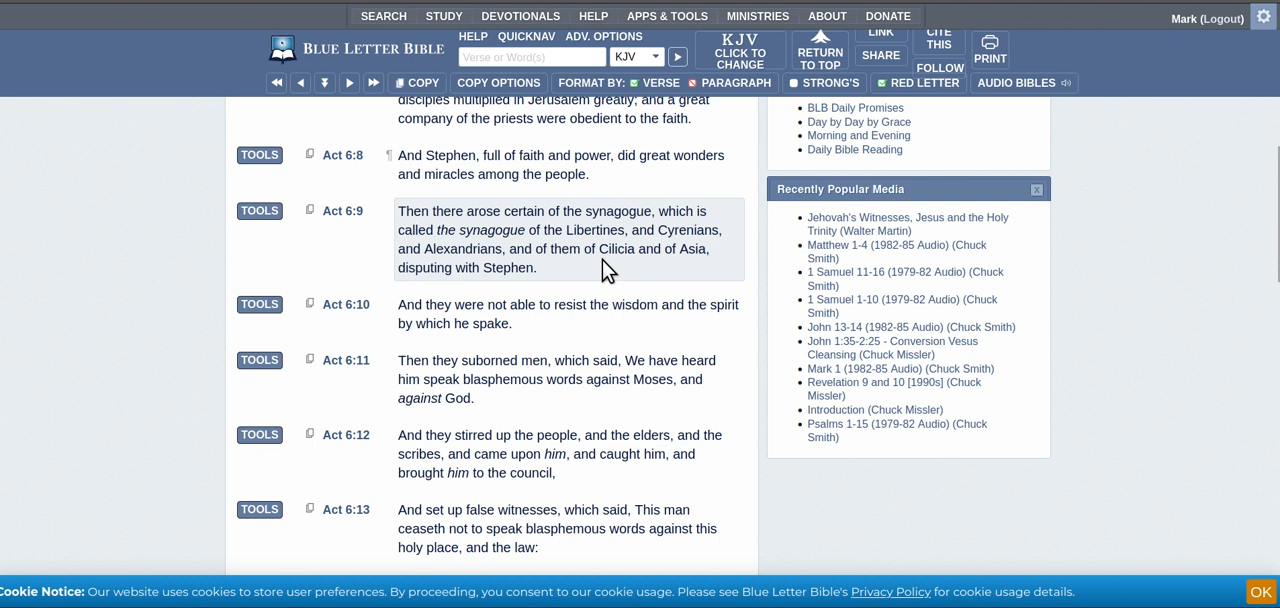 SEARCH STUDY DEVOTIONALS HELP APPS & TOOLS MINISTRIES ABOUT DONATE
Mark (Logout)
BLUE LETTER BIBLE
HELP QUICKNAV ADV. OPTIONS
Verse or Word(s)
KJV
KJV
CLICK TO
CHANGE
RETURN
TO TOP
LINK
SHARE
CITE
THIS
FOLLOW
PRINT
COPY COPY OPTIONS FORMAT BY: VERSE PARAGRAPH STRONG'S RED LETTER AUDIO BIBLES
disciples multiplied in Jerusalem greatly; and a great
company of the priests were obedient to the faith.
TOOLS Act 6:8 ¶ And Stephen, full of faith and power, did great wonders
and miracles among the people.
TOOLS Act 6:9 Then there arose certain of the synagogue, which is
called the synagogue of the Libertines, and Cyrenians,
and Alexandrians, and of them of Cilicia and of Asia,
disputing with Stephen.
TOOLS Act 6:10 And they were not able to resist the wisdom and the spirit
by which he spake.
TOOLS Act 6:11 Then they suborned men, which said, We have heard
him speak blasphemous words against Moses, and
against God.
TOOLS Act 6:12 And they stirred up the people, and the elders, and the
scribes, and came upon him, and caught him, and
brought him to the council,
TOOLS Act 6:13 And set up false witnesses, which said, This man
ceaseth not to speak blasphemous words against this
holy place, and the law:
BLB Daily Promises
Day by Day by Grace
Morning and Evening
Daily Bible Reading
Recently Popular Media X
Jehovah's Witnesses, Jesus and the Holy
Trinity (Walter Martin)
Matthew 1-4 (1982-85 Audio) (Chuck
Smith)
1 Samuel 11-16 (1979-82 Audio) (Chuck
Smith)
1 Samuel 1-10 (1979-82 Audio) (Chuck
Smith)
John 13-14 (1982-85 Audio) (Chuck Smith)
John 1:35-2:25 - Conversion Vesus
Cleansing (Chuck Missler)
Mark 1 (1982-85 Audio) (Chuck Smith)
Revelation 9 and 10 [1990s] (Chuck
Missler)
Introduction (Chuck Missler)
Psalms 1-15 (1979-82 Audio) (Chuck
Smith)
Cookie Notice: Our website uses cookies to store user preferences. By proceeding, you consent to our cookie usage. Please see Blue Letter Bible's Privacy Policy for cookie usage details.
OK